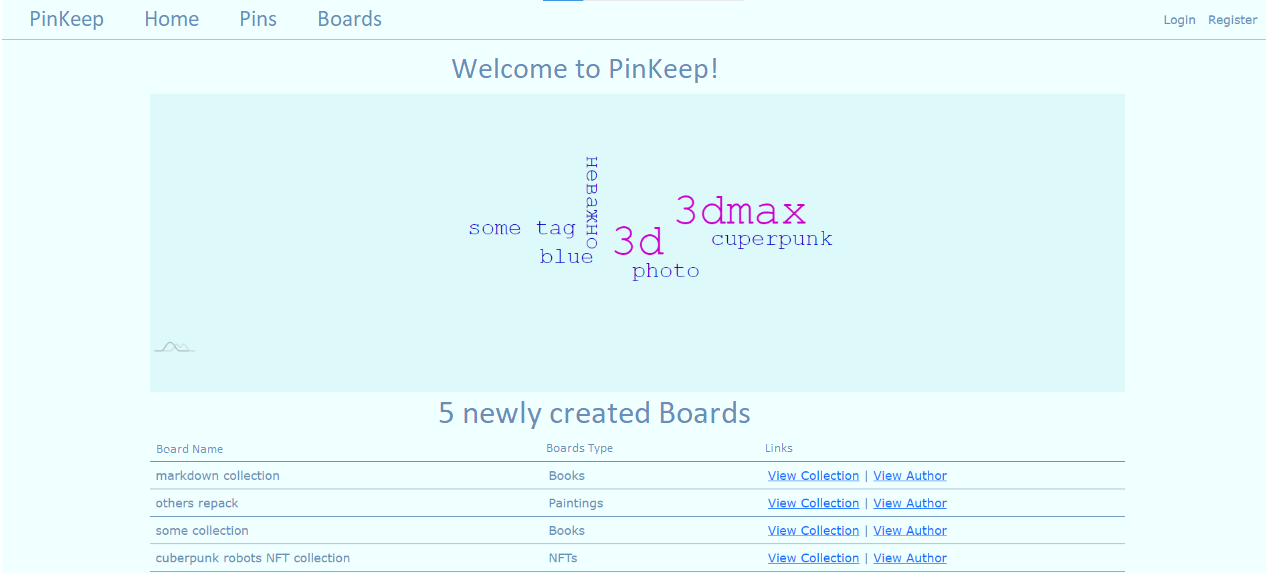 PinKeep Home Pins Boards Login Register
Welcome to PinKeep!
неважно
3dmax
some tag
3d
cuperpunk
blue
photo
5 newly created Boards
Board Name Boards Type Links
markdown collection Books View Collection | View Author
others repack Paintings View Collection | View Author
some collection Books View Collection | View Author
cuberpunk robots NFT collection NFTs View Collection | View Author